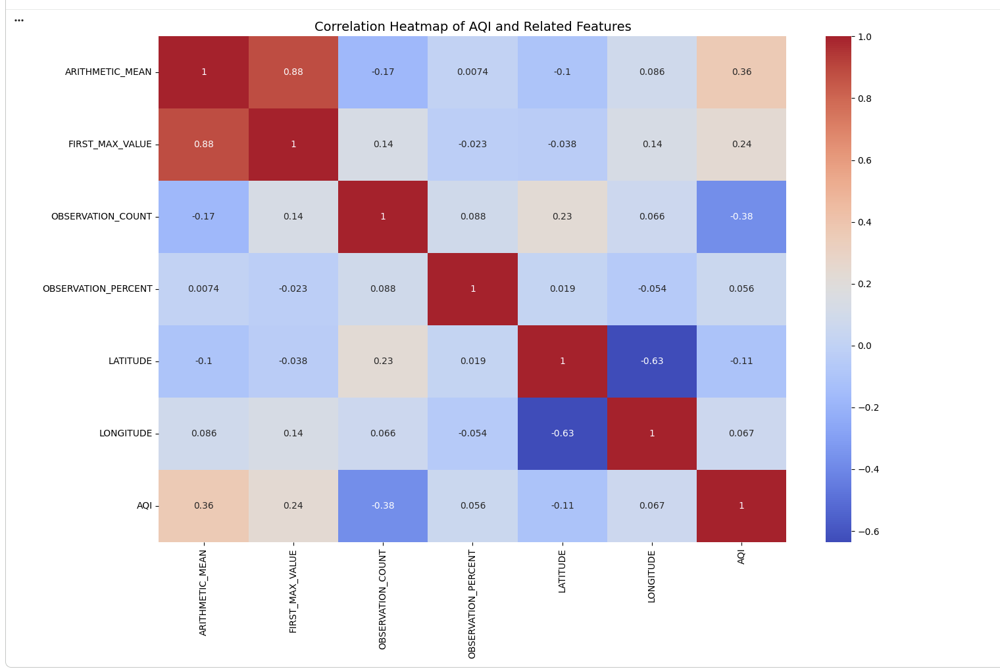 ...
Correlation Heatmap of AQI and Related Features
ARITHMETIC_MEAN 1 0.88 -0.17 0.0074 -0.1 0.086 0.36
FIRST_MAX_VALUE 0.88 1 0.14 -0.023 -0.038 0.14 0.24
OBSERVATION_COUNT -0.17 0.14 1 0.088 0.23 0.066 -0.38
OBSERVATION_PERCENT 0.0074 -0.023 0.088 1 0.019 -0.054 0.056
LATITUDE -0.1 -0.038 0.23 0.019 1 -0.63 -0.11
LONGITUDE 0.086 0.14 0.066 -0.054 -0.63 1 0.067
AQI 0.36 0.24 -0.38 0.056 -0.11 0.067 1
ARITHMETIC_MEAN
FIRST_MAX_VALUE
OBSERVATION_COUNT
OBSERVATION_PERCENT
LATITUDE
LONGITUDE
AQI
1.0
0.8
0.6
0.4
0.2
0.0
−0.2
−0.4
−0.6